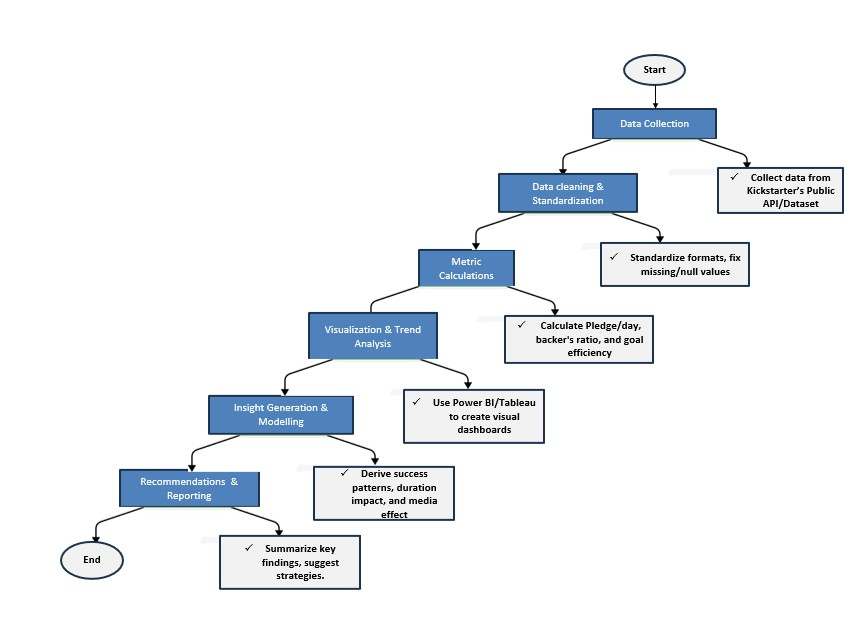 Start
Data Collection
✓ Collect data from
Kickstarter's Public
API/Dataset
Data cleaning &
Standardization
✓ Standardize formats, fix
missing/null values
Metric
Calculations
✓ Calculate Pledge/day,
backer's ratio, and goal
efficiency
Visualization & Trend
Analysis
✓ Use Power BI/Tableau
to create visual
dashboards
Insight Generation &
Modelling
✓ Derive success
patterns, duration
impact, and media
effect
Recommendations &
Reporting
✓ Summarize key
findings, suggest
strategies.
End